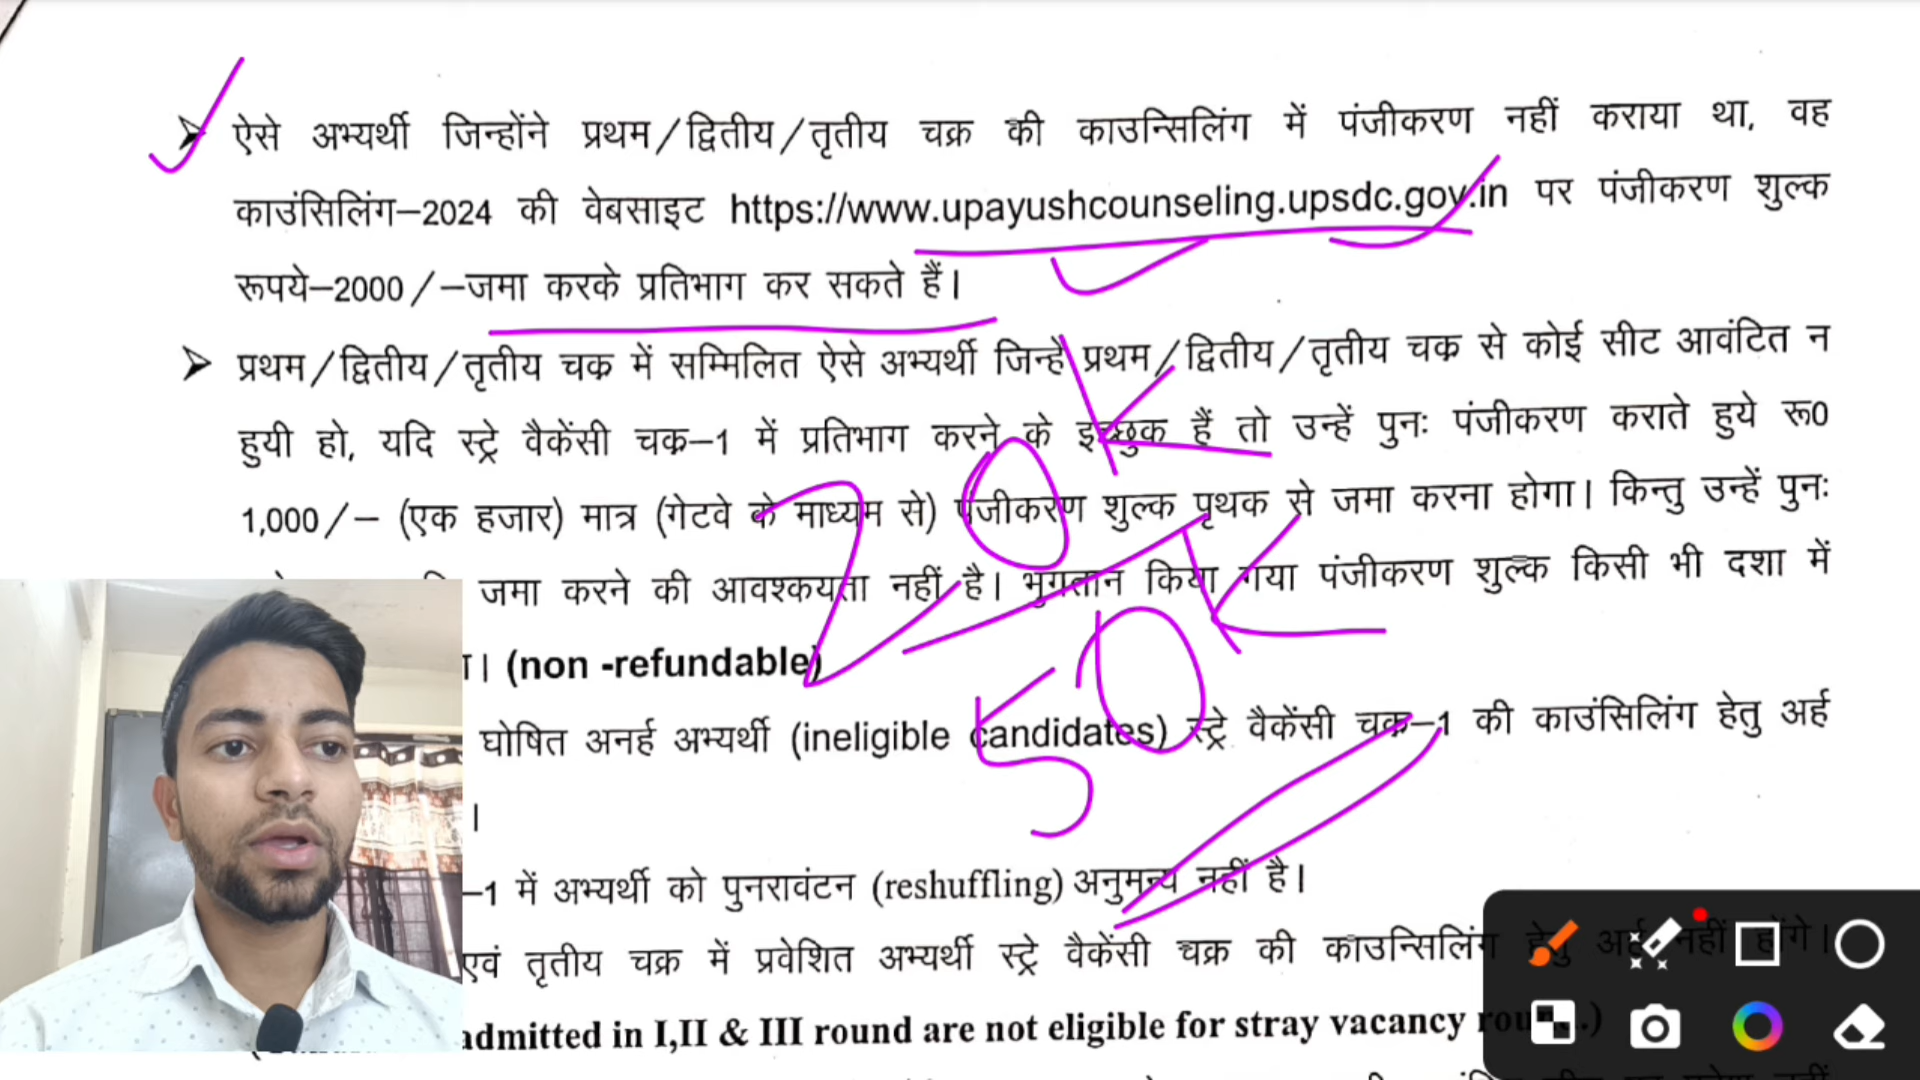 ऐसे अभ्यर्थी जिन्होंने प्रथम/द्वितीय/तृतीय चक्र की काउन्सिलिंग में पंजीकरण नहीं कराया था, वह
काउंसिलिंग–2024 की वेबसाइट https://www.upayushcounseling.upsdc.gov.in पर पंजीकरण शुल्क
रूपये–2000/–जमा करके प्रतिभाग कर सकते हैं।
प्रथम/द्वितीय/तृतीय चक्र में सम्मिलित ऐसे अभ्यर्थी जिन्हें प्रथम/द्वितीय/तृतीय चक्र से कोई सीट आवंटित न
हुयी हो, यदि स्ट्रे वैकेंसी चक्र–1 में प्रतिभाग करने के इच्छुक हैं तो उन्हें पुनः पंजीकरण कराते हुये रू0
1,000/– (एक हजार) मात्र (गेटवे के माध्यम से) पंजीकरण शुल्क पृथक से जमा करना होगा। किन्तु उन्हें पुनः
जमा करने की आवश्यकता नहीं है। भुगतान किया गया पंजीकरण शुल्क किसी भी दशा में
(non -refundable)
घोषित अनर्ह अभ्यर्थी (ineligible candidates) स्ट्रे वैकेंसी चक्र–1 की काउंसिलिंग हेतु अर्ह
।
–1 में अभ्यर्थी को पुनरावंटन (reshuffling) अनुमन्य नहीं है।
एवं तृतीय चक्र में प्रवेशित अभ्यर्थी स्ट्रे वैकेंसी चक्र की काउन्सिलिंग हेतु अर्ह नहीं होंगे।
admitted in I,II & III round are not eligible for stray vacancy
20K
50K